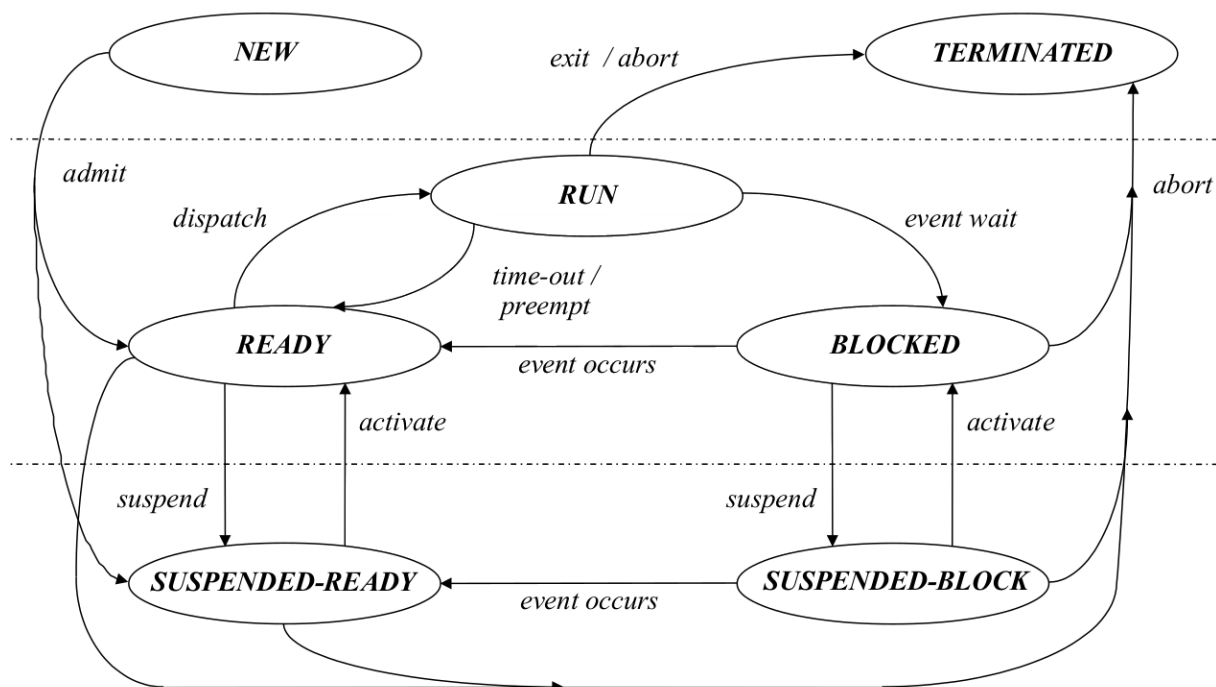 NEW
TERMINATED
exit / abort
admit
RUN
abort
dispatch
event wait
time-out /
preempt
READY
BLOCKED
event occurs
activate
activate
suspend
suspend
SUSPENDED-READY
SUSPENDED-BLOCK
event occurs